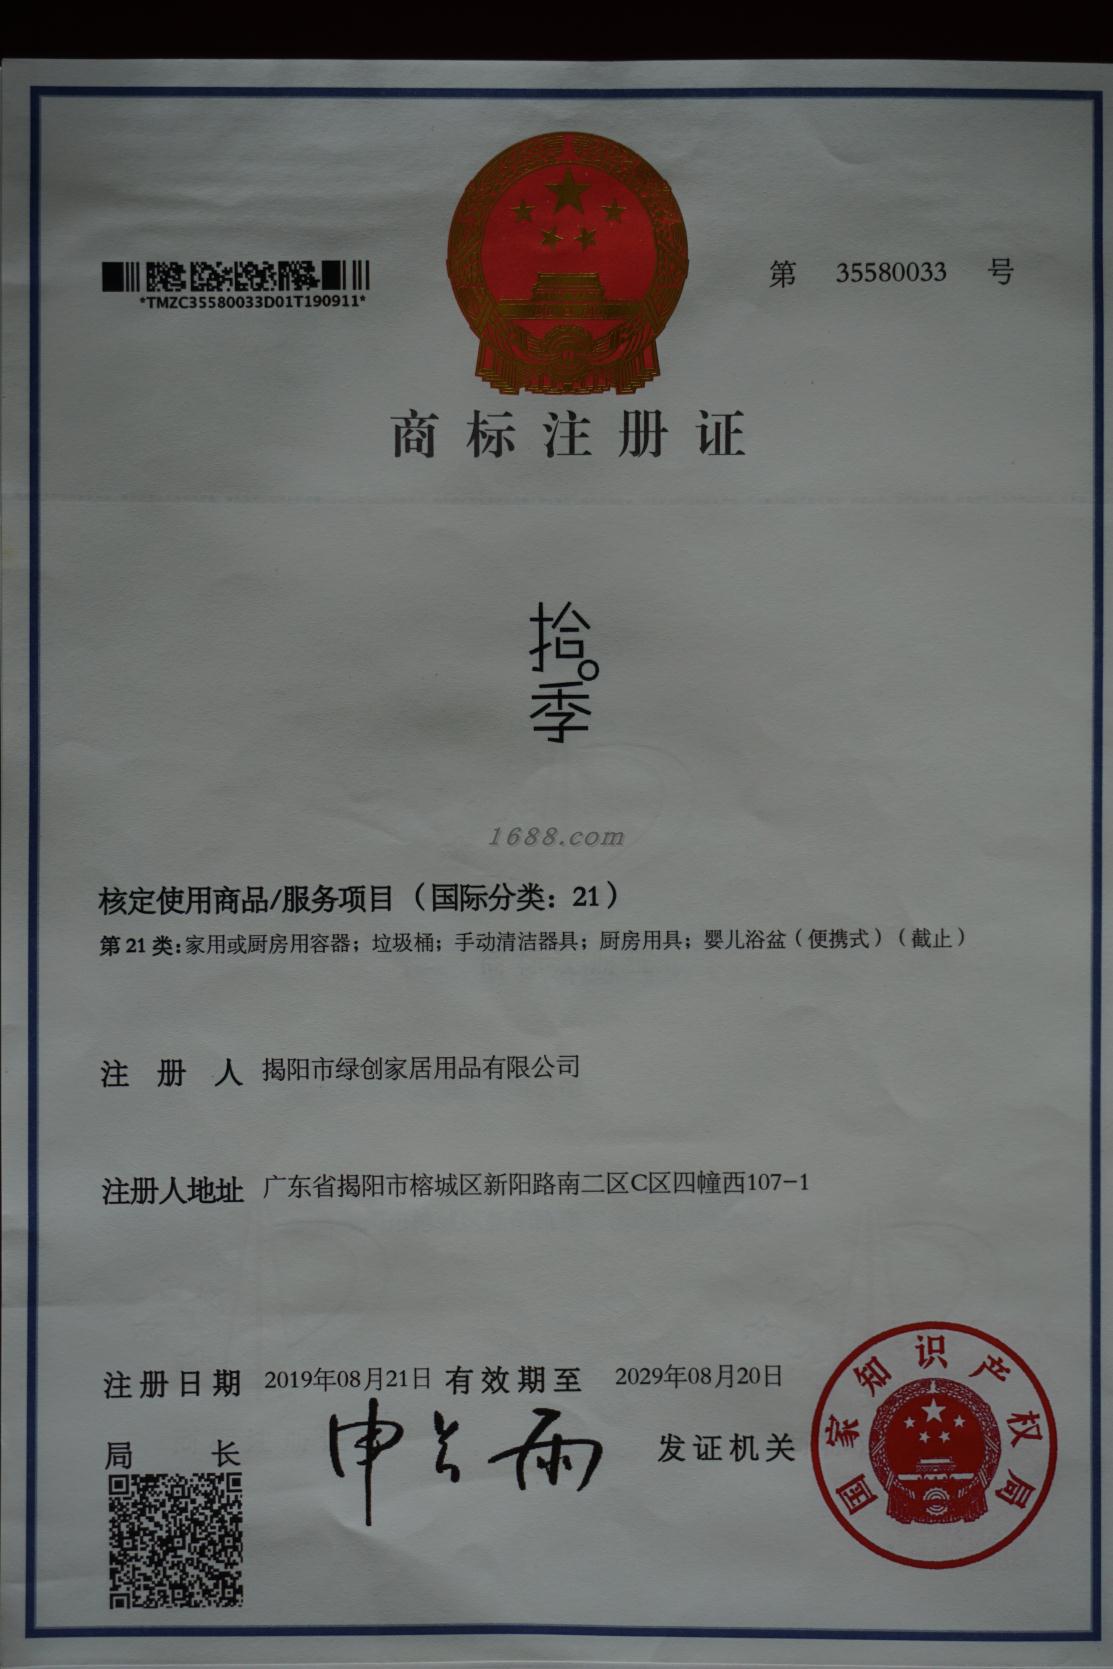 第 35580033 号
*TMZC35580033D01T190911*
商标注册证
拾。
季
1688.com
核定使用商品/服务项目（国际分类：21）
第21类：家用或厨房用容器；垃圾桶；手动清洁器具；厨房用具；婴儿浴盆（便携式）（截止）
注册人 揭阳市绿创家居用品有限公司
注册人地址 广东省揭阳市榕城区新阳路南二区C区四幢西107-1
注册日期 2019年08月21日 有效期至 2029年08月20日
局长 申长雨 发证机关
国家知识产权局